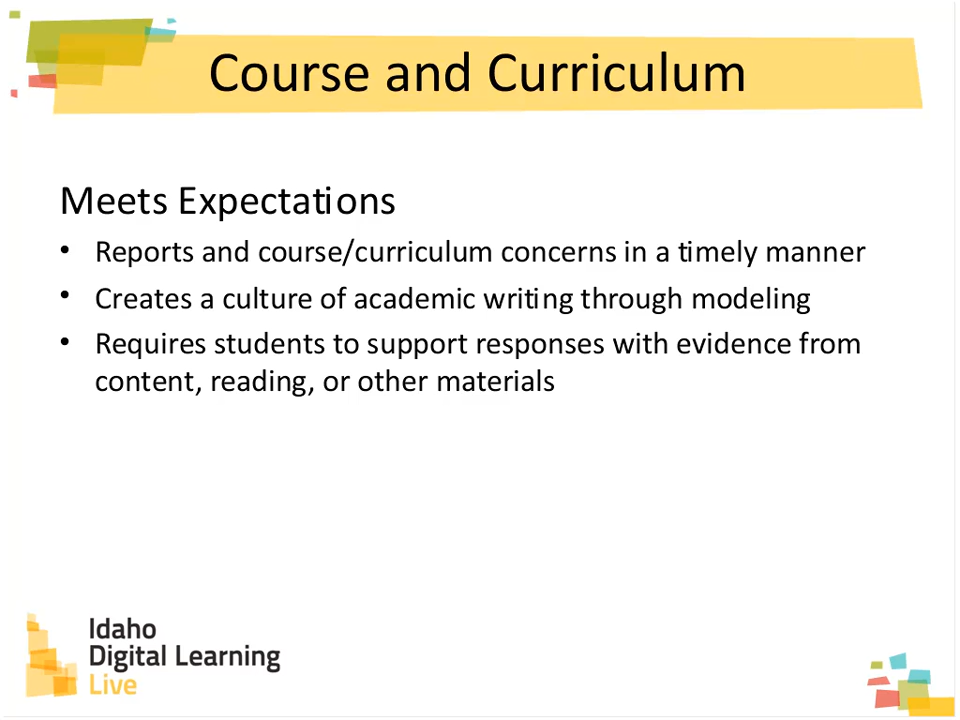 Course and Curriculum
Meets Expectations
• Reports and course/curriculum concerns in a timely manner
• Creates a culture of academic writing through modeling
• Requires students to support responses with evidence from
content, reading, or other materials
Idaho
Digital Learning
Live